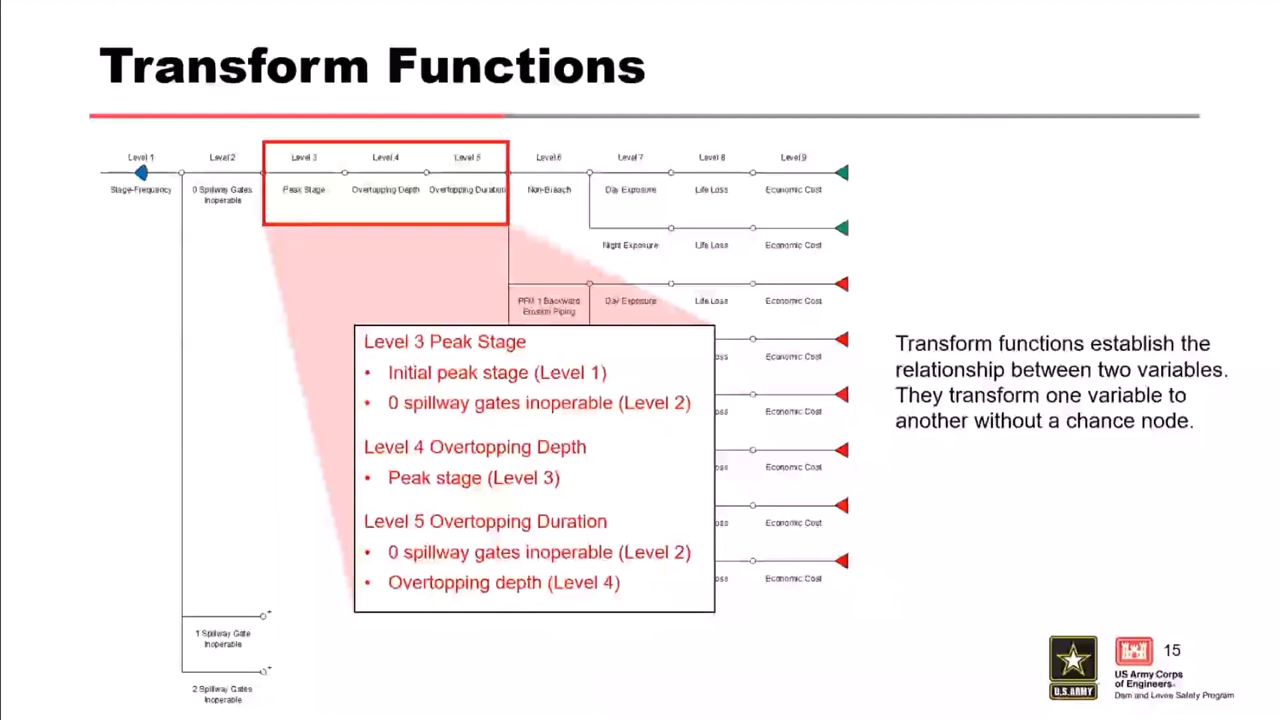 Transform Functions
Level 1
Level 2
Level 3
Level 4
Level 5
Level 6
Level 7
Level 8
Level 9
Stage-Frequency
0 Spillway Gates
Inoperable
Peak Stage
Overtopping Depth
Overtopping Duration
Non-Breach
Day Exposure
Life Loss
Economic Cost
Night Exposure
Life Loss
Economic Cost
PFM 1 Backward
Erosion Piping
Day Exposure
Life Loss
Economic Cost
Level 3 Peak Stage
• Initial peak stage (Level 1)
• 0 spillway gates inoperable (Level 2)
Level 4 Overtopping Depth
• Peak stage (Level 3)
Level 5 Overtopping Duration
• 0 spillway gates inoperable (Level 2)
• Overtopping depth (Level 4)
oss
Economic Cost
oss
Economic Cost
oss
Economic Cost
oss
Economic Cost
oss
Economic Cost
Transform functions establish the
relationship between two variables.
They transform one variable to
another without a chance node.
1 Spillway Gate
Inoperable
2 Spillway Gates
Inoperable
U.S.ARMY
15
US Army Corps
of Engineers
Dam and Levee Safety Program